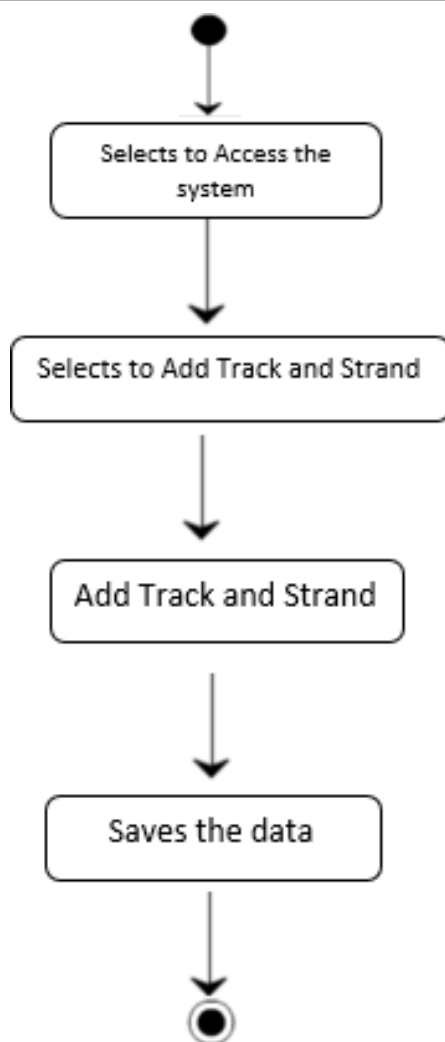 Selects to Access the
system
Selects to Add Track and Strand
Add Track and Strand
Saves the data